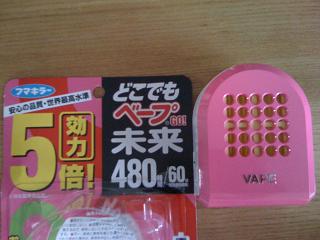 フマキラー
安心の品質・世界最高水準
5 効力 倍!
どこでも
ベープ GO!
未来
480
60
VAPE